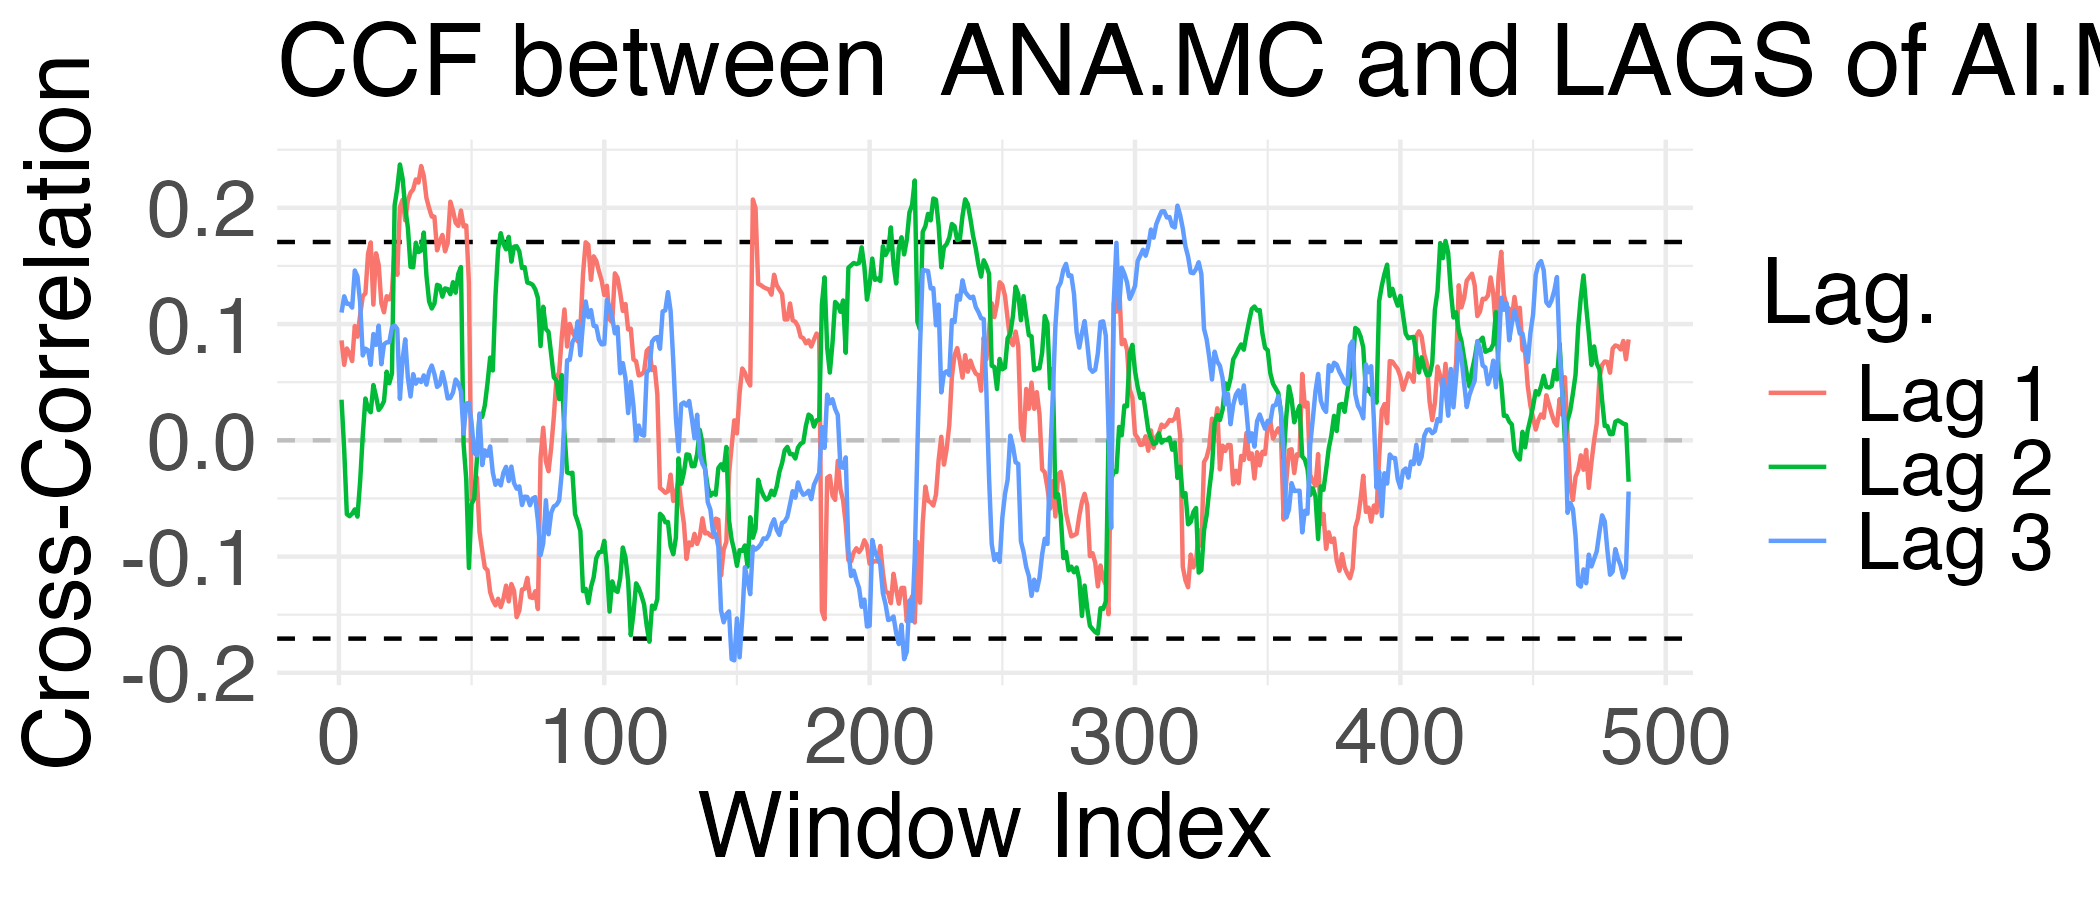 CCF between  ANA.MC and LAGS of AI.M
Cross-Correlation
0.2
0.1
0.0
-0.1
-0.2
0 100 200 300 400 500
Window Index
Lag.
Lag 1
Lag 2
Lag 3